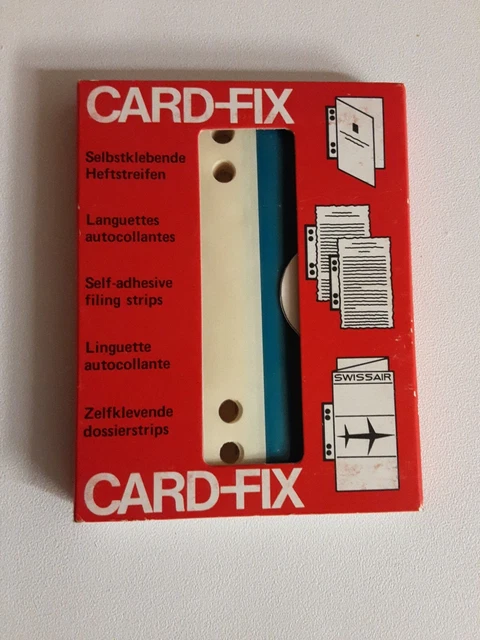 CARD-FIX
Selbstklebende
Heftstreifen
Languettes
autocollantes
Self-adhesive
filing strips
Linguette
autocollante
Zelfklevende
dossierstrips
SWISSAIR
CARD-FIX